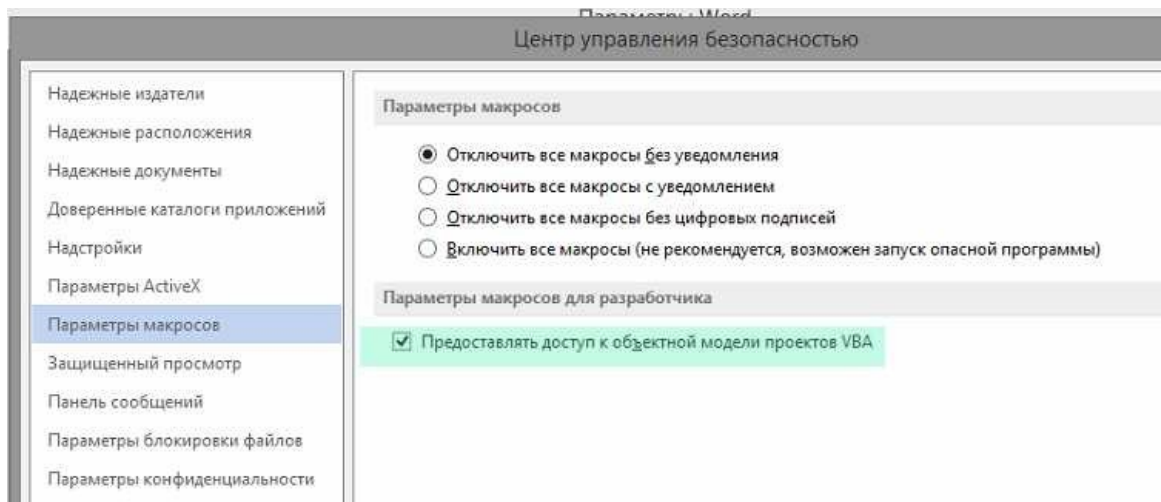 Параметры Word
Центр управления безопасностью
Надежные издатели
Надежные расположения
Надежные документы
Доверенные каталоги приложений
Надстройки
Параметры ActiveX
Параметры макросов
Защищенный просмотр
Панель сообщений
Параметры блокировки файлов
Параметры конфиденциальности
Параметры макросов
Отключить все макросы без уведомления
Отключить все макросы с уведомлением
Отключить все макросы без цифровых подписей
Включить все макросы (не рекомендуется, возможен запуск опасной программы)
Параметры макросов для разработчика
Предоставлять доступ к объектной модели проектов VBA